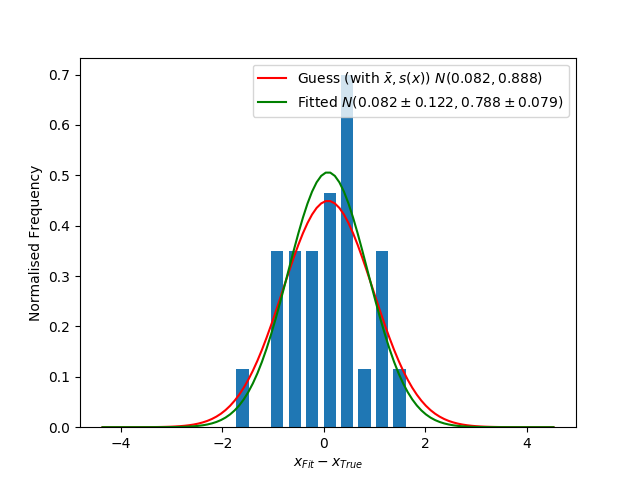 Guess (with x̄, s(x)) N(0.082, 0.888)
Fitted N(0.082 ± 0.122, 0.788 ± 0.079)
Normalised Frequency
0.7
0.6
0.5
0.4
0.3
0.2
0.1
0.0
−4 −2 0 2 4
x_Fit − x_True